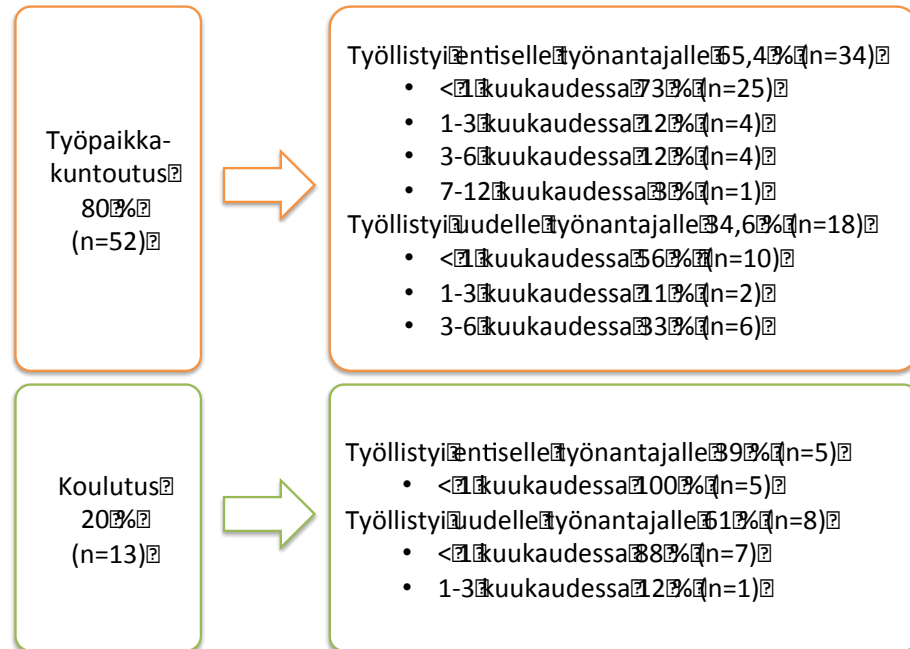 Työpaikka-
kuntoutus
80 %
(n=52)
Työllistyi entiselle työnantajalle 65,4 % (n=34)
• < 1 kuukaudessa 73 % (n=25)
• 1-3 kuukaudessa 12 % (n=4)
• 3-6 kuukaudessa 12 % (n=4)
• 7-12 kuukaudessa 3 % (n=1)
Työllistyi uudelle työnantajalle 34,6 % (n=18)
• < 1 kuukaudessa 56 % (n=10)
• 1-3 kuukaudessa 11 % (n=2)
• 3-6 kuukaudessa 33 % (n=6)
Koulutus
20 %
(n=13)
Työllistyi entiselle työnantajalle 39 % (n=5)
• < 1 kuukaudessa 100 % (n=5)
Työllistyi uudelle työnantajalle 61 % (n=8)
• < 1 kuukaudessa 88 % (n=7)
• 1-3 kuukaudessa 12 % (n=1)